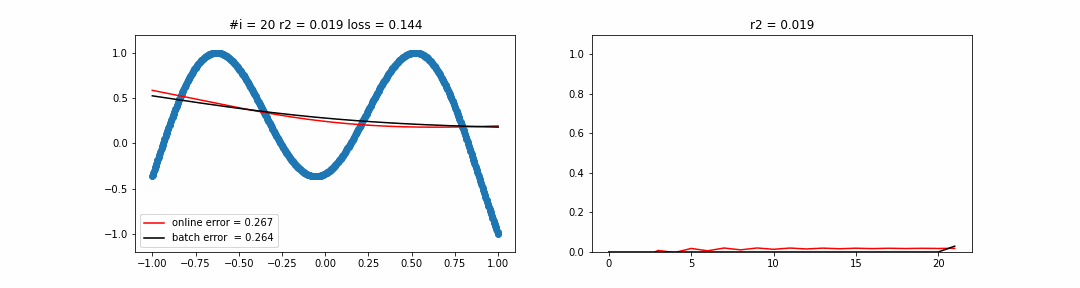 #i = 20 r2 = 0.019 loss = 0.144
1.0
0.5
0.0
−0.5
−1.0
online error = 0.267
batch error  = 0.264
−1.00 −0.75 −0.50 −0.25 0.00 0.25 0.50 0.75 1.00
r2 = 0.019
1.0
0.8
0.6
0.4
0.2
0.0
0 5 10 15 20